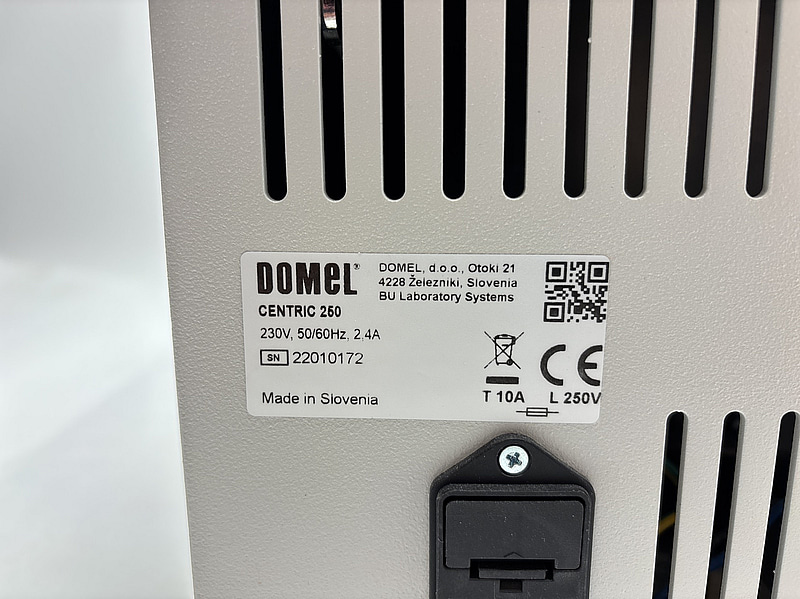 DOMEL®
DOMEL, d.o.o., Otoki 21
4228 Železniki, Slovenia
BU Laboratory Systems
CENTRIC 250
230V, 50/60Hz, 2,4A
SN 22010172
Made in Slovenia
CE
T 10A L 250V